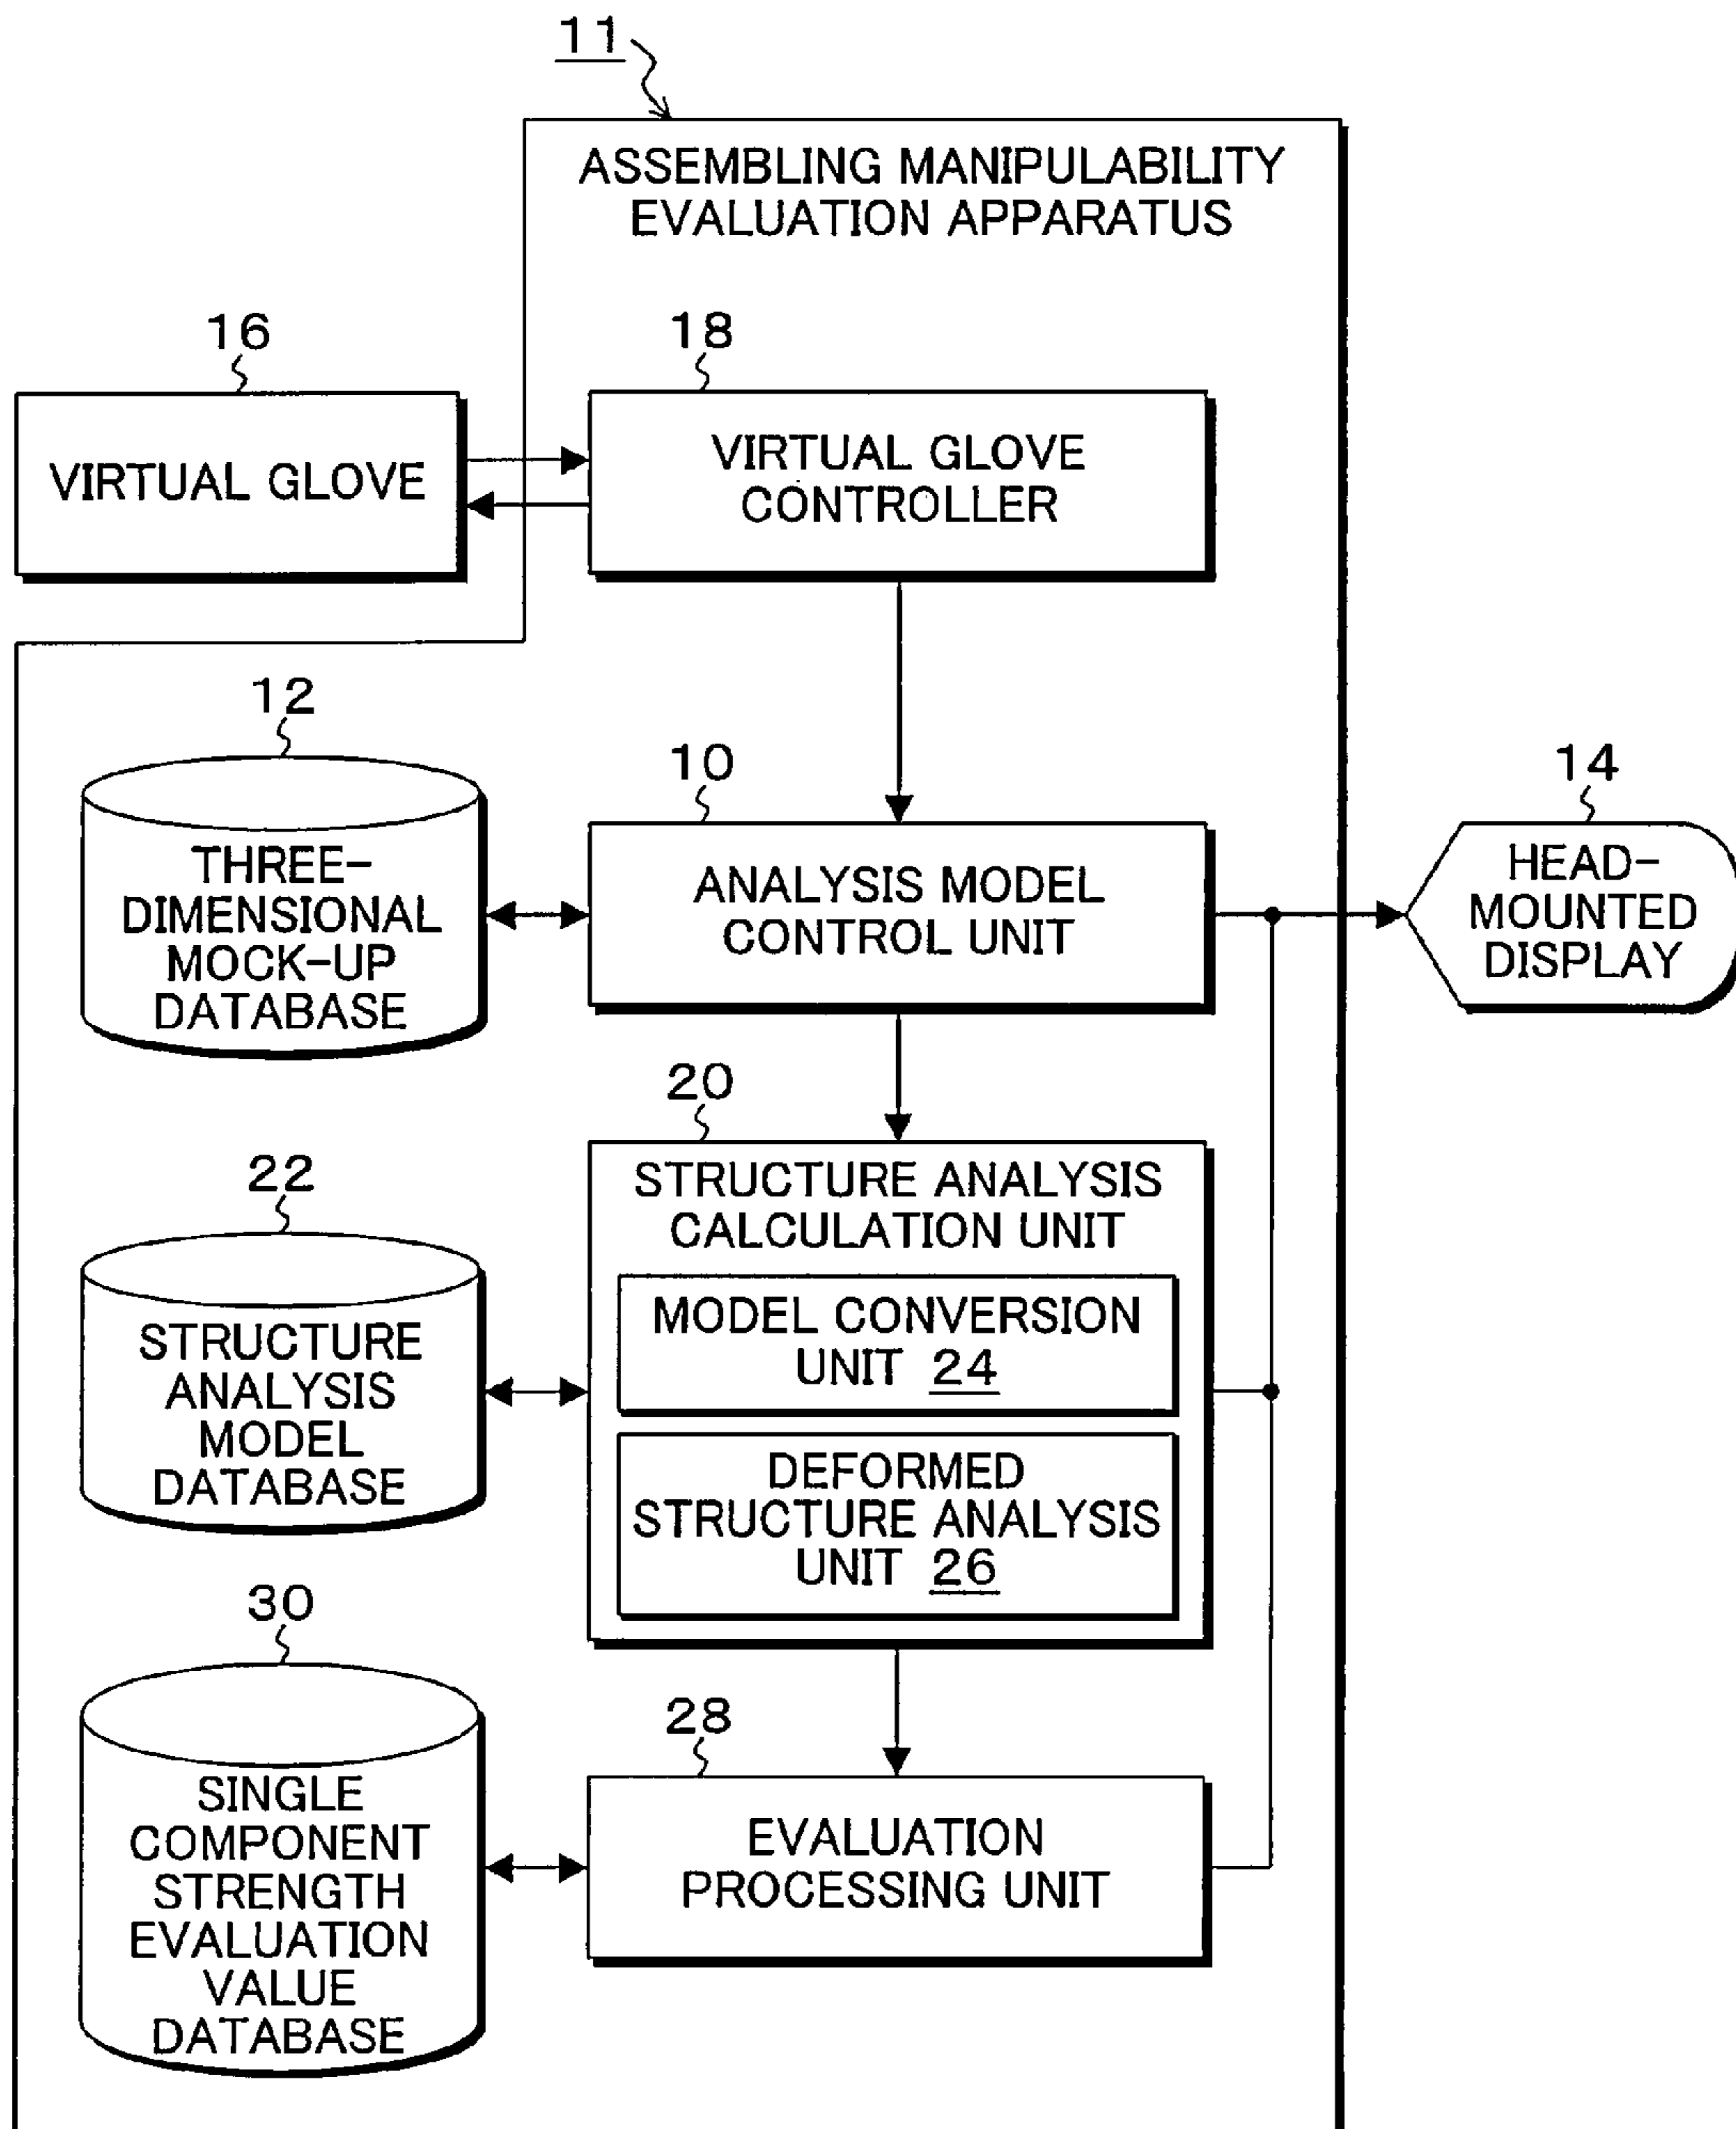 11
ASSEMBLING MANIPULABILITY
EVALUATION APPARATUS
16
VIRTUAL GLOVE
18
VIRTUAL GLOVE
CONTROLLER
12
THREE-
DIMENSIONAL
MOCK-UP
DATABASE
10
ANALYSIS MODEL
CONTROL UNIT
14
HEAD-
MOUNTED
DISPLAY
22
STRUCTURE
ANALYSIS
MODEL
DATABASE
20
STRUCTURE ANALYSIS
CALCULATION UNIT
MODEL CONVERSION
UNIT 24
DEFORMED
STRUCTURE ANALYSIS
UNIT 26
30
SINGLE
COMPONENT
STRENGTH
EVALUATION
VALUE
DATABASE
28
EVALUATION
PROCESSING UNIT